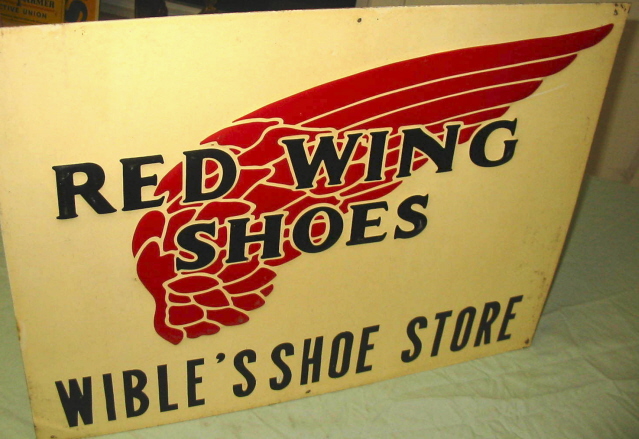 RED WING
SHOES
WIBLE'S SHOE STORE